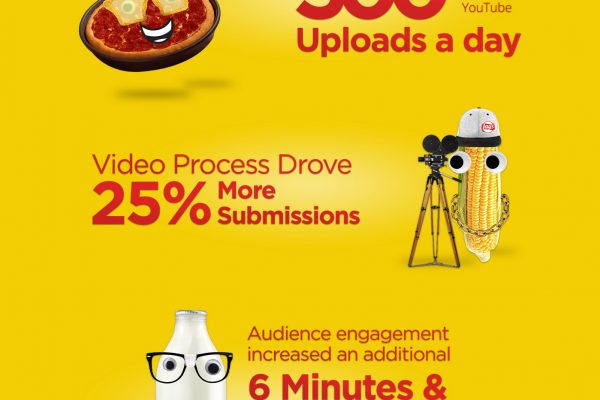 YouTube
Uploads a day
Video Process Drove
25% More
Submissions
Audience engagement
increased an additional
6 Minutes &